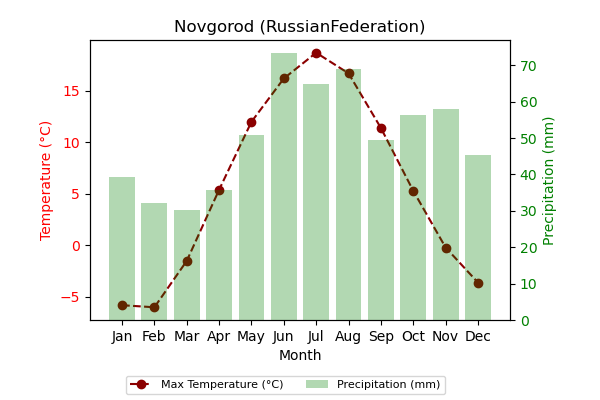 Novgorod (RussianFederation)
Temperature (°C)
15
10
5
0
−5
70
60
50
40
30
20
10
0
Precipitation (mm)
Jan Feb Mar Apr May Jun Jul Aug Sep Oct Nov Dec
Month
Max Temperature (°C) Precipitation (mm)